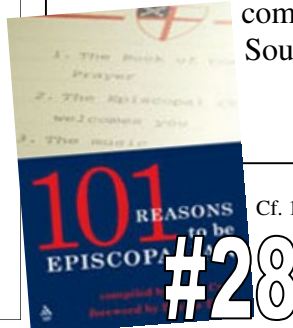 com
Sou
1. The Book of
Prayer
2. The Episcopal
welcomes you
3. The music
101
REASONS
to be
EPISCOPA
compiled
foreword by
Cf. 1
#28